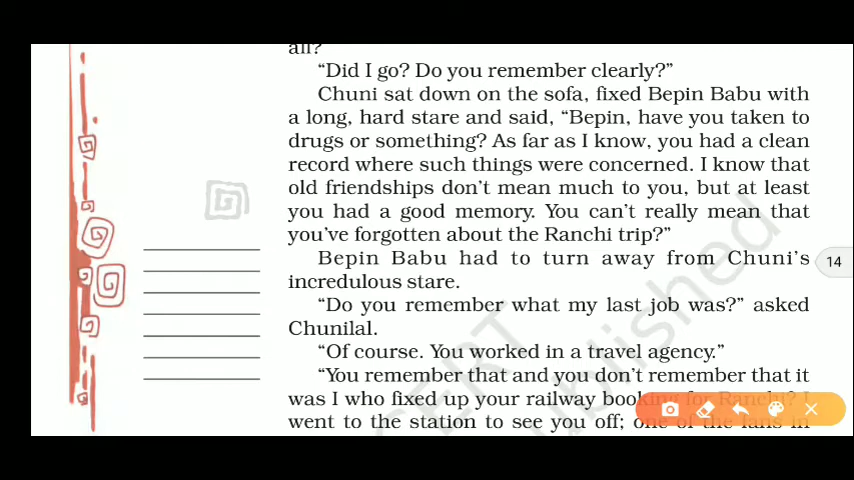 all?
“Did I go? Do you remember clearly?”
Chuni sat down on the sofa, fixed Bepin Babu with
a long, hard stare and said, “Bepin, have you taken to
drugs or something? As far as I know, you had a clean
record where such things were concerned. I know that
old friendships don’t mean much to you, but at least
you had a good memory. You can’t really mean that
you’ve forgotten about the Ranchi trip?”
Bepin Babu had to turn away from Chuni’s
incredulous stare.
“Do you remember what my last job was?” asked
Chunilal.
“Of course. You worked in a travel agency.”
“You remember that and you don’t remember that it
was I who fixed up your railway booking for Ranchi? I
went to the station to see you off; one of the fans in
14
CERT
published